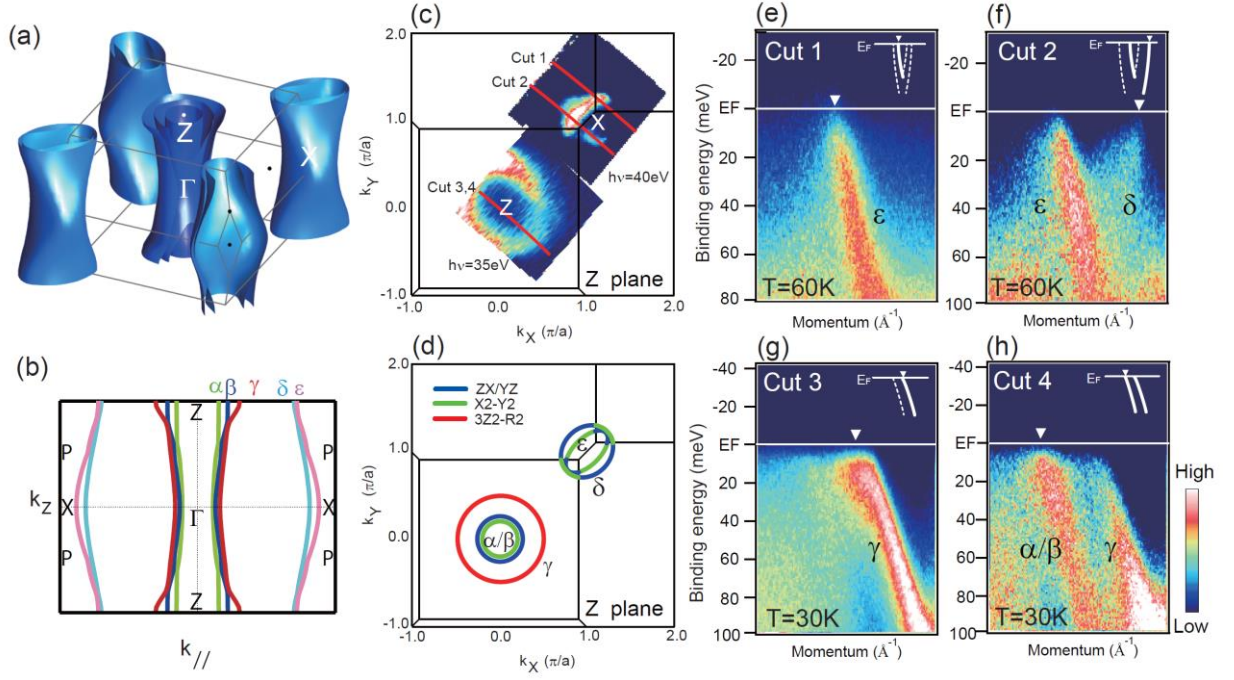 (a)
Z
Γ
X
(b)
α β γ δ ε
Z
P P
kZ X Γ X
P P
Z
k//
(c)
2.0
1.0
0.0
-1.0
kY (π/a)
Cut 1
Cut 2
X
Cut 3,4
Z
hν=40eV
hν=35eV
Z plane
-1.0 0.0 1.0 2.0
kX (π/a)
(d)
2.0
1.0
0.0
-1.0
kY (π/a)
ZX/YZ
X2-Y2
3Z2-R2
ε
δ
α/β
γ
Z plane
-1.0 0.0 1.0 2.0
kX (π/a)
(e)
Cut 1
EF
-20
EF
20
40
60
80
Binding energy (meV)
ε
T=60K
Momentum (Å-1)
(f)
Cut 2
EF
-20
EF
20
40
60
80
100
ε δ
T=60K
Momentum (Å-1)
(g)
Cut 3
EF
-40
-20
EF
20
40
60
80
100
Binding energy (meV)
γ
T=30K
Momentum (Å-1)
(h)
Cut 4
EF
-40
-20
EF
20
40
60
80
100
α/β γ
T=30K
Momentum (Å-1)
High
Low